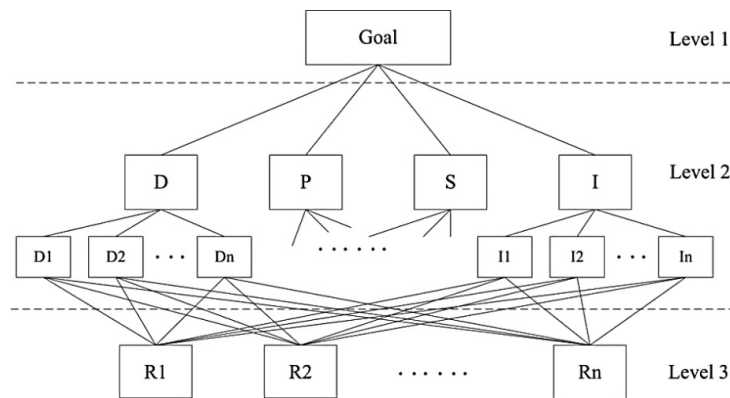 Goal Level 1
D P S I Level 2
. . . . . .
D1 D2 . . . Dn I1 I2 . . . In
R1 R2 . . . . . . Rn Level 3